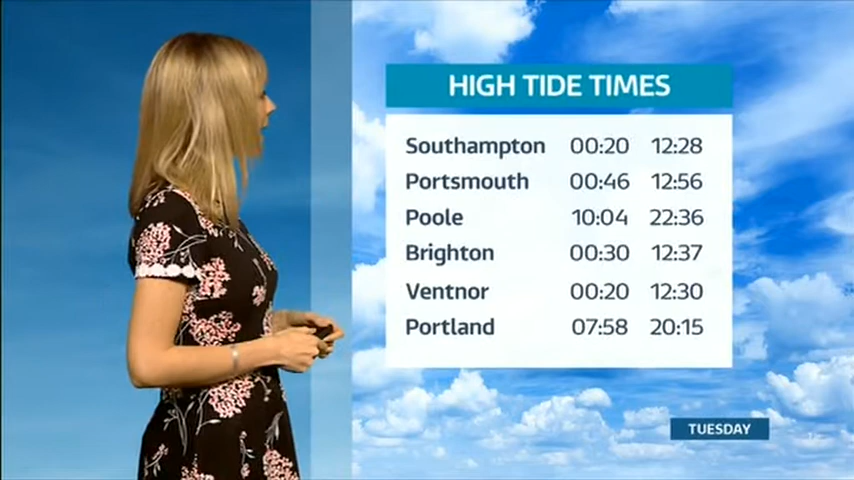 HIGH TIDE TIMES
Southampton 00:20 12:28
Portsmouth 00:46 12:56
Poole 10:04 22:36
Brighton 00:30 12:37
Ventnor 00:20 12:30
Portland 07:58 20:15
TUESDAY